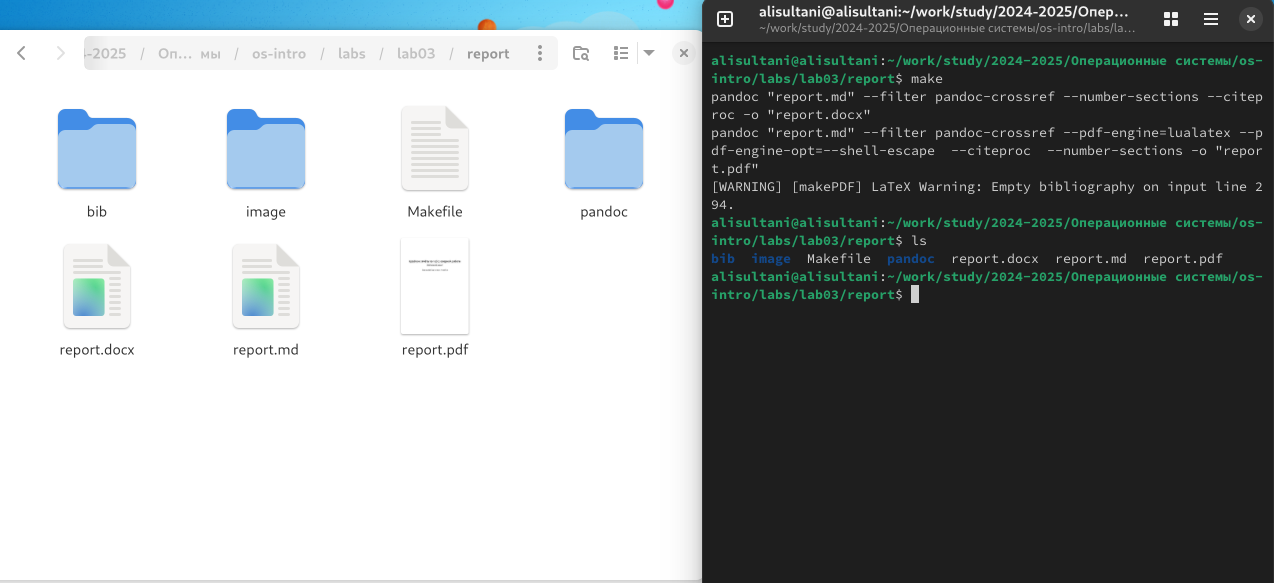 -2025 / Оп... мы / os-intro / labs / lab03 / report
bib
image
Makefile
pandoc
report.docx
report.md
report.pdf
alisultani@alisultani:~/work/study/2024-2025/Опер...
~/work/study/2024-2025/Операционные системы/os-intro/labs/la...
alisultani@alisultani:~/work/study/2024-2025/Операционные системы/os-
intro/labs/lab03/report$ make
pandoc "report.md" --filter pandoc-crossref --number-sections --citep
roc -o "report.docx"
pandoc "report.md" --filter pandoc-crossref --pdf-engine=lualatex --p
df-engine-opt=--shell-escape  --citeproc  --number-sections -o "repor
t.pdf"
[WARNING] [makePDF] LaTeX Warning: Empty bibliography on input line 2
94.
alisultani@alisultani:~/work/study/2024-2025/Операционные системы/os-
intro/labs/lab03/report$ ls
bib  image  Makefile  pandoc  report.docx  report.md  report.pdf
alisultani@alisultani:~/work/study/2024-2025/Операционные системы/os-
intro/labs/lab03/report$